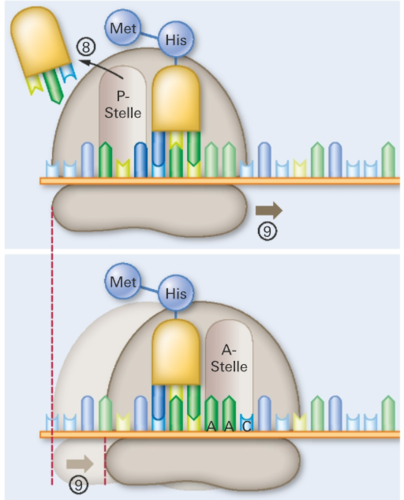 Met
His
⑧
P-
Stelle
⑨
Met
His
A-
Stelle
A A C
⑨